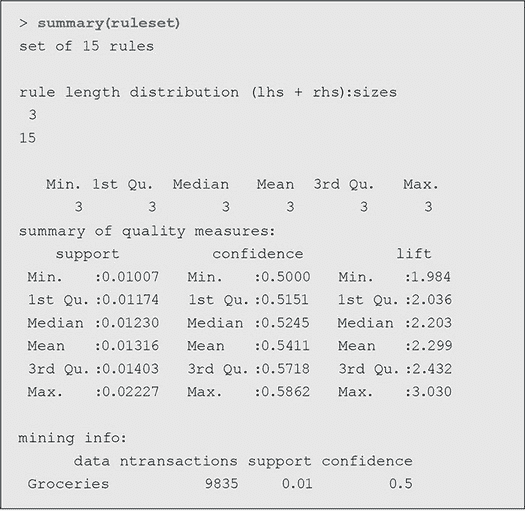 > summary(ruleset)
set of 15 rules
rule length distribution (lhs + rhs):sizes
3
15
Min. 1st Qu. Median Mean 3rd Qu. Max.
3 3 3 3 3 3
summary of quality measures:
support confidence lift
Min. :0.01007 Min. :0.5000 Min. :1.984
1st Qu.:0.01174 1st Qu.:0.5151 1st Qu.:2.036
Median :0.01230 Median :0.5245 Median :2.203
Mean :0.01316 Mean :0.5411 Mean :2.299
3rd Qu.:0.01403 3rd Qu.:0.5718 3rd Qu.:2.432
Max. :0.02227 Max. :0.5862 Max. :3.030
mining info:
data ntransactions support confidence
Groceries 9835 0.01 0.5